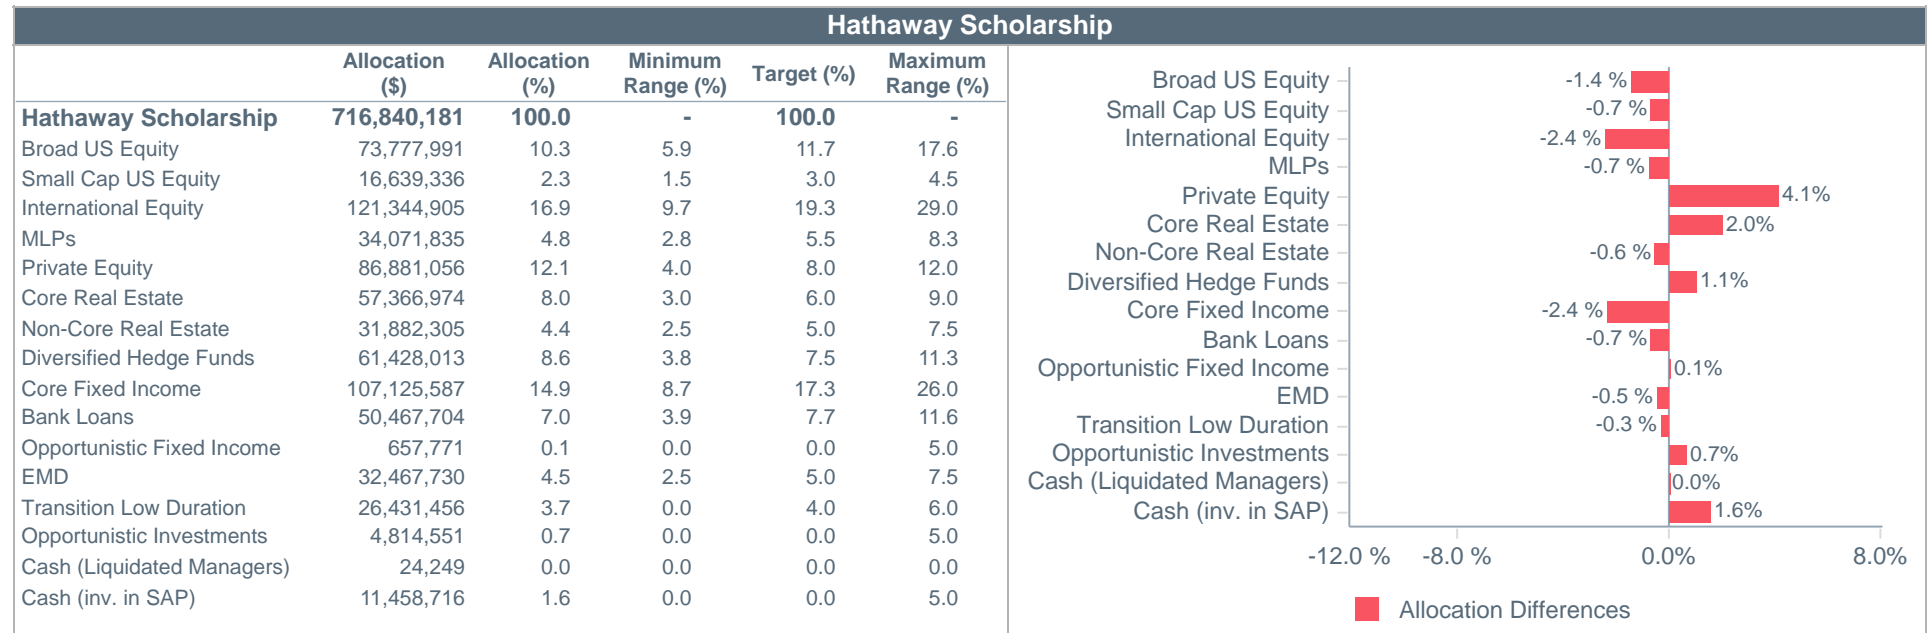 Hathaway Scholarship
Allocation ($) Allocation (%) Minimum Range (%) Target (%) Maximum Range (%)
Hathaway Scholarship 716,840,181 100.0 - 100.0 -
Broad US Equity 73,777,991 10.3 5.9 11.7 17.6
Small Cap US Equity 16,639,336 2.3 1.5 3.0 4.5
International Equity 121,344,905 16.9 9.7 19.3 29.0
MLPs 34,071,835 4.8 2.8 5.5 8.3
Private Equity 86,881,056 12.1 4.0 8.0 12.0
Core Real Estate 57,366,974 8.0 3.0 6.0 9.0
Non-Core Real Estate 31,882,305 4.4 2.5 5.0 7.5
Diversified Hedge Funds 61,428,013 8.6 3.8 7.5 11.3
Core Fixed Income 107,125,587 14.9 8.7 17.3 26.0
Bank Loans 50,467,704 7.0 3.9 7.7 11.6
Opportunistic Fixed Income 657,771 0.1 0.0 0.0 5.0
EMD 32,467,730 4.5 2.5 5.0 7.5
Transition Low Duration 26,431,456 3.7 0.0 4.0 6.0
Opportunistic Investments 4,814,551 0.7 0.0 0.0 5.0
Cash (Liquidated Managers) 24,249 0.0 0.0 0.0 0.0
Cash (inv. in SAP) 11,458,716 1.6 0.0 0.0 5.0
Broad US Equity -1.4 %
Small Cap US Equity -0.7 %
International Equity -2.4 %
MLPs -0.7 %
Private Equity 4.1%
Core Real Estate 2.0%
Non-Core Real Estate -0.6 %
Diversified Hedge Funds 1.1%
Core Fixed Income -2.4 %
Bank Loans -0.7 %
Opportunistic Fixed Income 0.1%
EMD -0.5 %
Transition Low Duration -0.3 %
Opportunistic Investments 0.7%
Cash (Liquidated Managers) 0.0%
Cash (inv. in SAP) 1.6%
-12.0 % -8.0 % 0.0% 8.0%
Allocation Differences